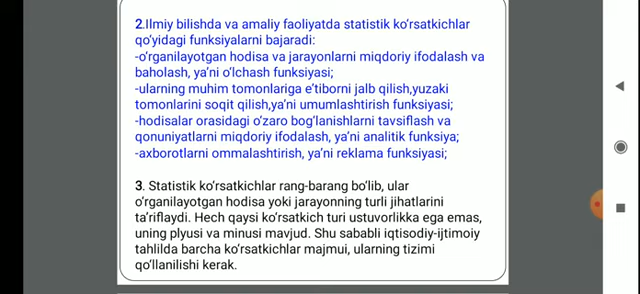 2.Ilmiy bilishda va amaliy faoliyatda statistik ko‘rsatkichlar
qo‘yidagi funksiyalarni bajaradi:
-o‘rganilayotgan hodisa va jarayonlarni miqdoriy ifodalash va
baholash, ya’ni o‘lchash funksiyasi;
-ularning muhim tomonlariga e’tiborni jalb qilish,yuzaki
tomonlarini soqit qilish,ya’ni umumlashtirish funksiyasi;
-hodisalar orasidagi o‘zaro bog‘lanishlarni tavsiflash va
qonuniyatlarni miqdoriy ifodalash, ya’ni analitik funksiya;
-axborotlarni ommalashtirish, ya’ni reklama funksiyasi;
3. Statistik ko‘rsatkichlar rang-barang bo‘lib, ular
o‘rganilayotgan hodisa yoki jarayonning turli jihatlarini
ta’riflaydi. Hech qaysi ko‘rsatkich turi ustuvorlikka ega emas,
uning plyusi va minusi mavjud. Shu sababli iqtisodiy-ijtimoiy
tahlilda barcha ko‘rsatkichlar majmui, ularning tizimi
qo‘llanilishi kerak.